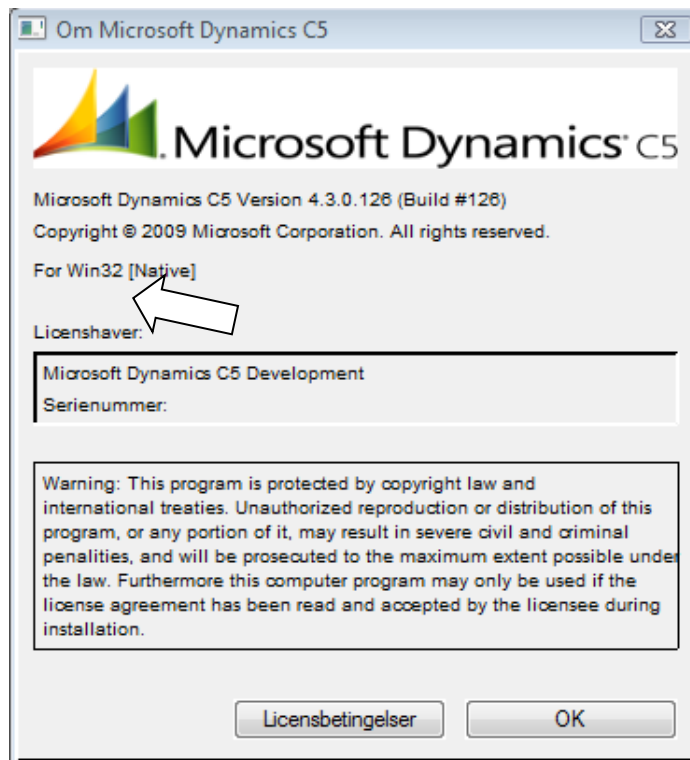 Om Microsoft Dynamics C5
Microsoft Dynamics C5
Microsoft Dynamics C5 Version 4.3.0.126 (Build #126)
Copyright © 2009 Microsoft Corporation. All rights reserved.
For Win32 [Native]
Licenshaver:
Microsoft Dynamics C5 Development
Serienummer:
Warning: This program is protected by copyright law and
international treaties. Unauthorized reproduction or distribution of this
program, or any portion of it, may result in severe civil and criminal
penalities, and will be prosecuted to the maximum extent possible under
the law. Furthermore this computer program may only be used if the
license agreement has been read and accepted by the licensee during
installation.
Licensbetingelser
OK